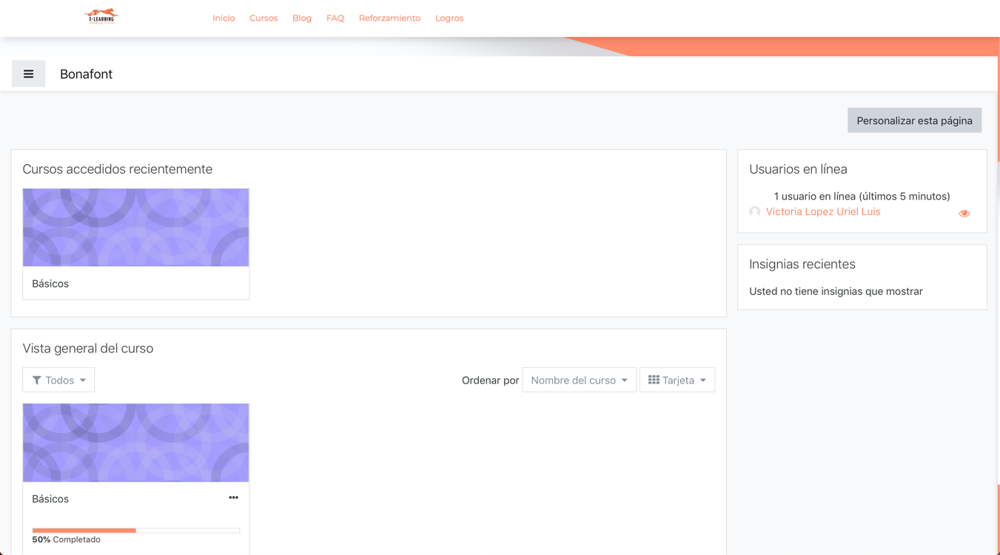 E-LEARNING
Inicio Cursos Blog FAQ Reforzamiento Logros
Bonafont
Personalizar esta página
Cursos accedidos recientemente
Básicos
Usuarios en línea
1 usuario en línea (últimos 5 minutos)
Victoria Lopez Uriel Luis
Insignias recientes
Usted no tiene insignias que mostrar
Vista general del curso
Todos Ordenar por Nombre del curso Tarjeta
Básicos
50% Completado